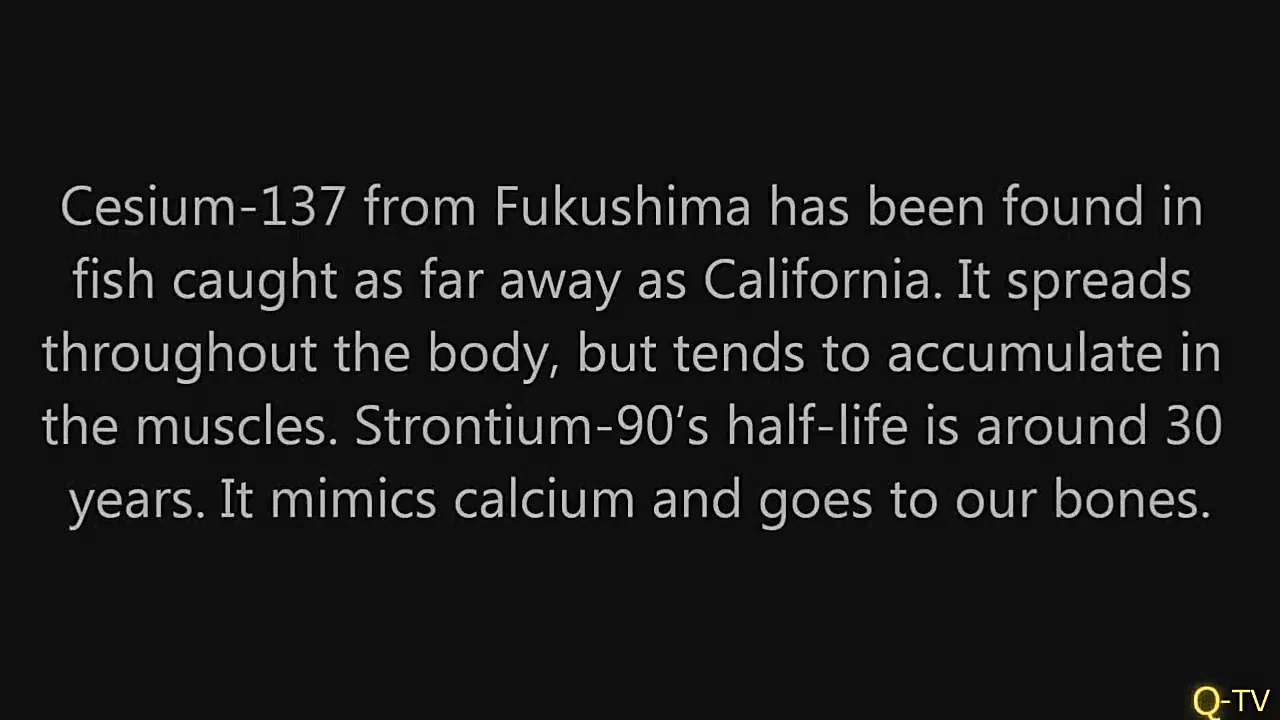 Cesium-137 from Fukushima has been found in
fish caught as far away as California. It spreads
throughout the body, but tends to accumulate in
the muscles. Strontium-90’s half-life is around 30
years. It mimics calcium and goes to our bones.
Q-TV